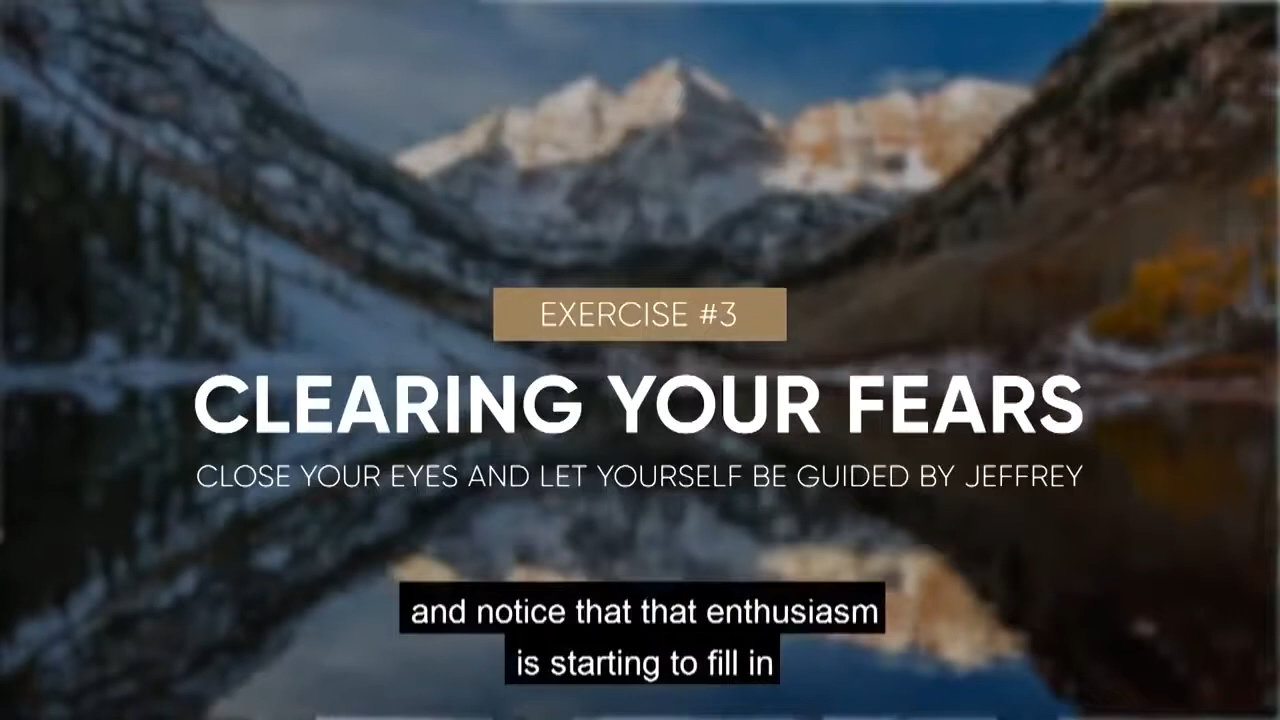 EXERCISE #3
CLEARING YOUR FEARS
CLOSE YOUR EYES AND LET YOURSELF BE GUIDED BY JEFFREY
and notice that that enthusiasm
is starting to fill in